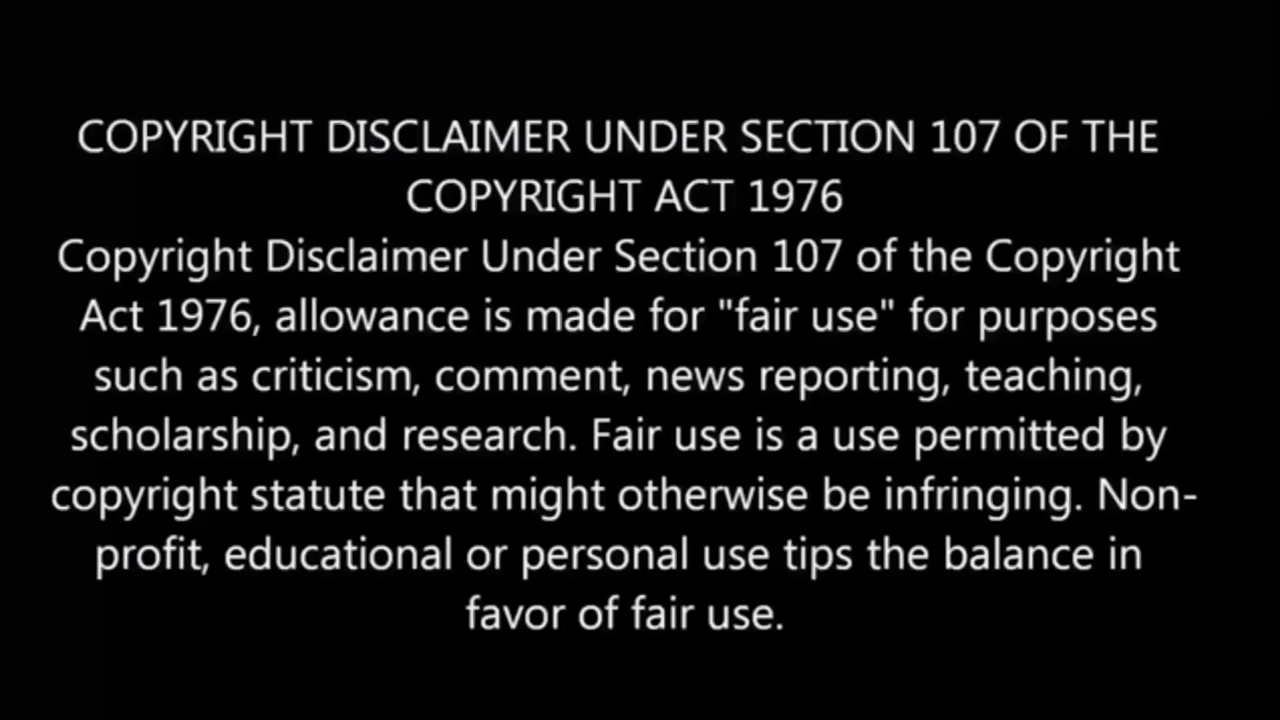 COPYRIGHT DISCLAIMER UNDER SECTION 107 OF THE
COPYRIGHT ACT 1976
Copyright Disclaimer Under Section 107 of the Copyright
Act 1976, allowance is made for "fair use" for purposes
such as criticism, comment, news reporting, teaching,
scholarship, and research. Fair use is a use permitted by
copyright statute that might otherwise be infringing. Non-
profit, educational or personal use tips the balance in
favor of fair use.